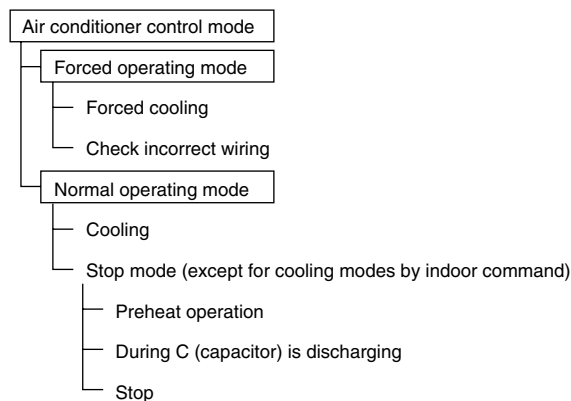 Air conditioner control mode
Forced operating mode
Forced cooling
Check incorrect wiring
Normal operating mode
Cooling
Stop mode (except for cooling modes by indoor command)
Preheat operation
During C (capacitor) is discharging
Stop